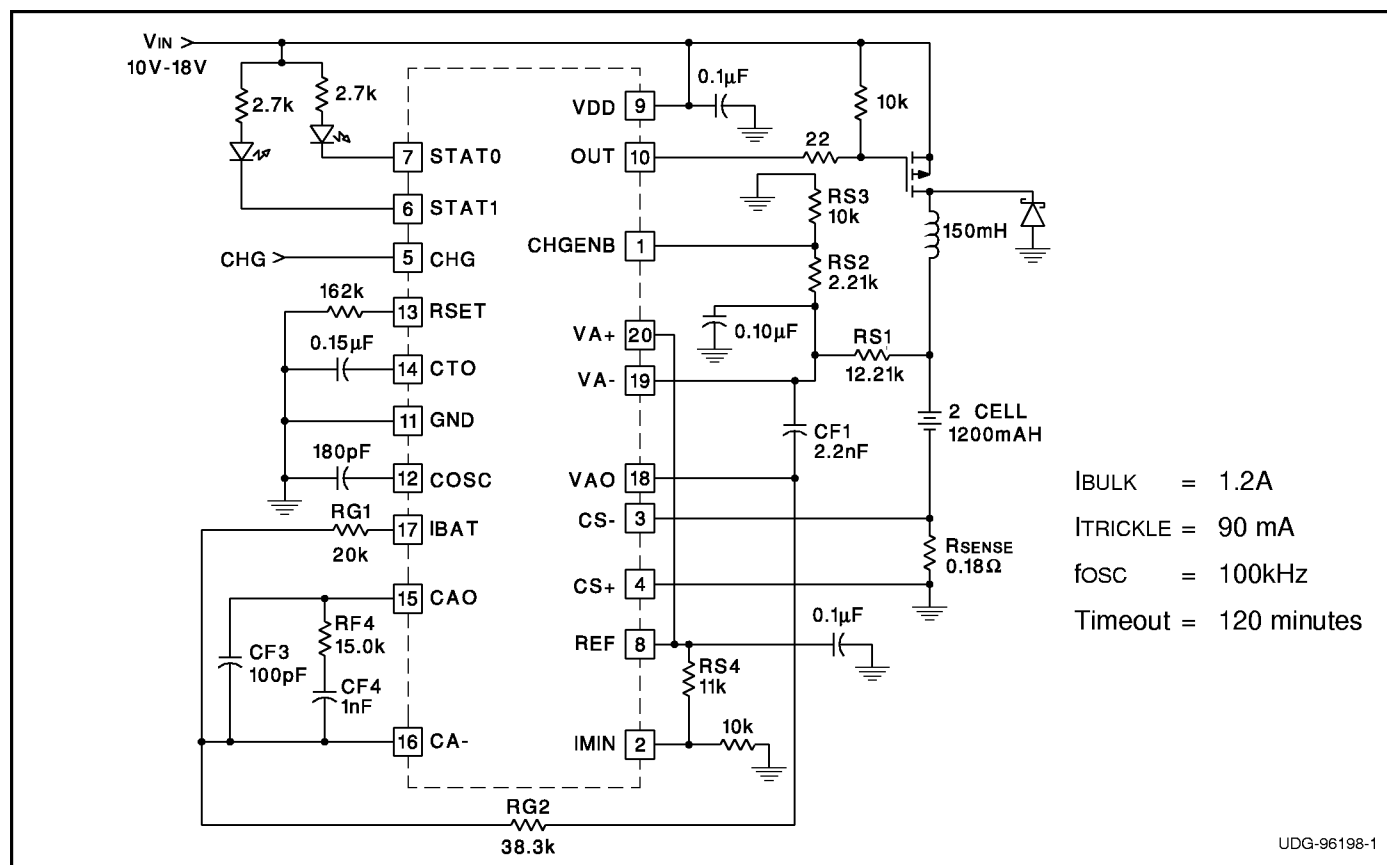 VIN >
10V-18V
2.7k
2.7k
7 STAT0
6 STAT1
CHG > 5 CHG
162k
13 RSET
0.15µF
14 CTO
11 GND
180pF
12 COSC
RG1
20k
17 IBAT
15 CAO
RF4
15.0k
CF3
100pF
CF4
1nF
16 CA-
RG2
38.3k
VDD 9
0.1µF
10k
OUT 10
22
RS3
10k
150mH
CHGENB 1
RS2
2.21k
0.10µF
VA+ 20
RS1
12.21k
VA- 19
CF1
2.2nF
2 CELL
1200mAH
VAO 18
CS- 3
RSENSE
0.18Ω
CS+ 4
REF 8
0.1µF
RS4
11k
IMIN 2
10k
IBULK = 1.2A
ITRICKLE = 90 mA
fOSC = 100kHz
Timeout = 120 minutes
UDG-96198-1